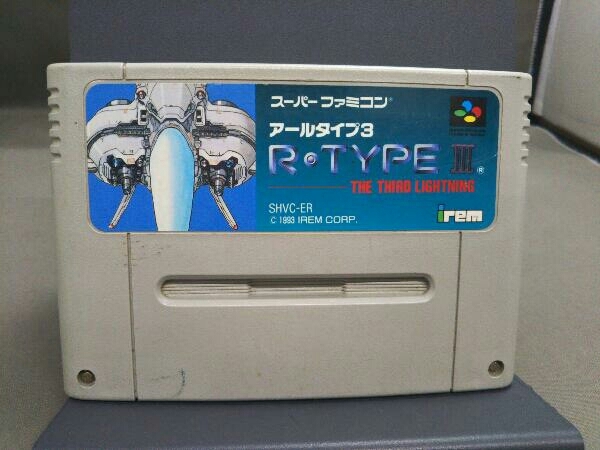 スーパーファミコン®
アールタイプ3
R・TYPE III®
THE THIRD LIGHTNING
SHVC-ER
© 1993 IREM CORP.
irem